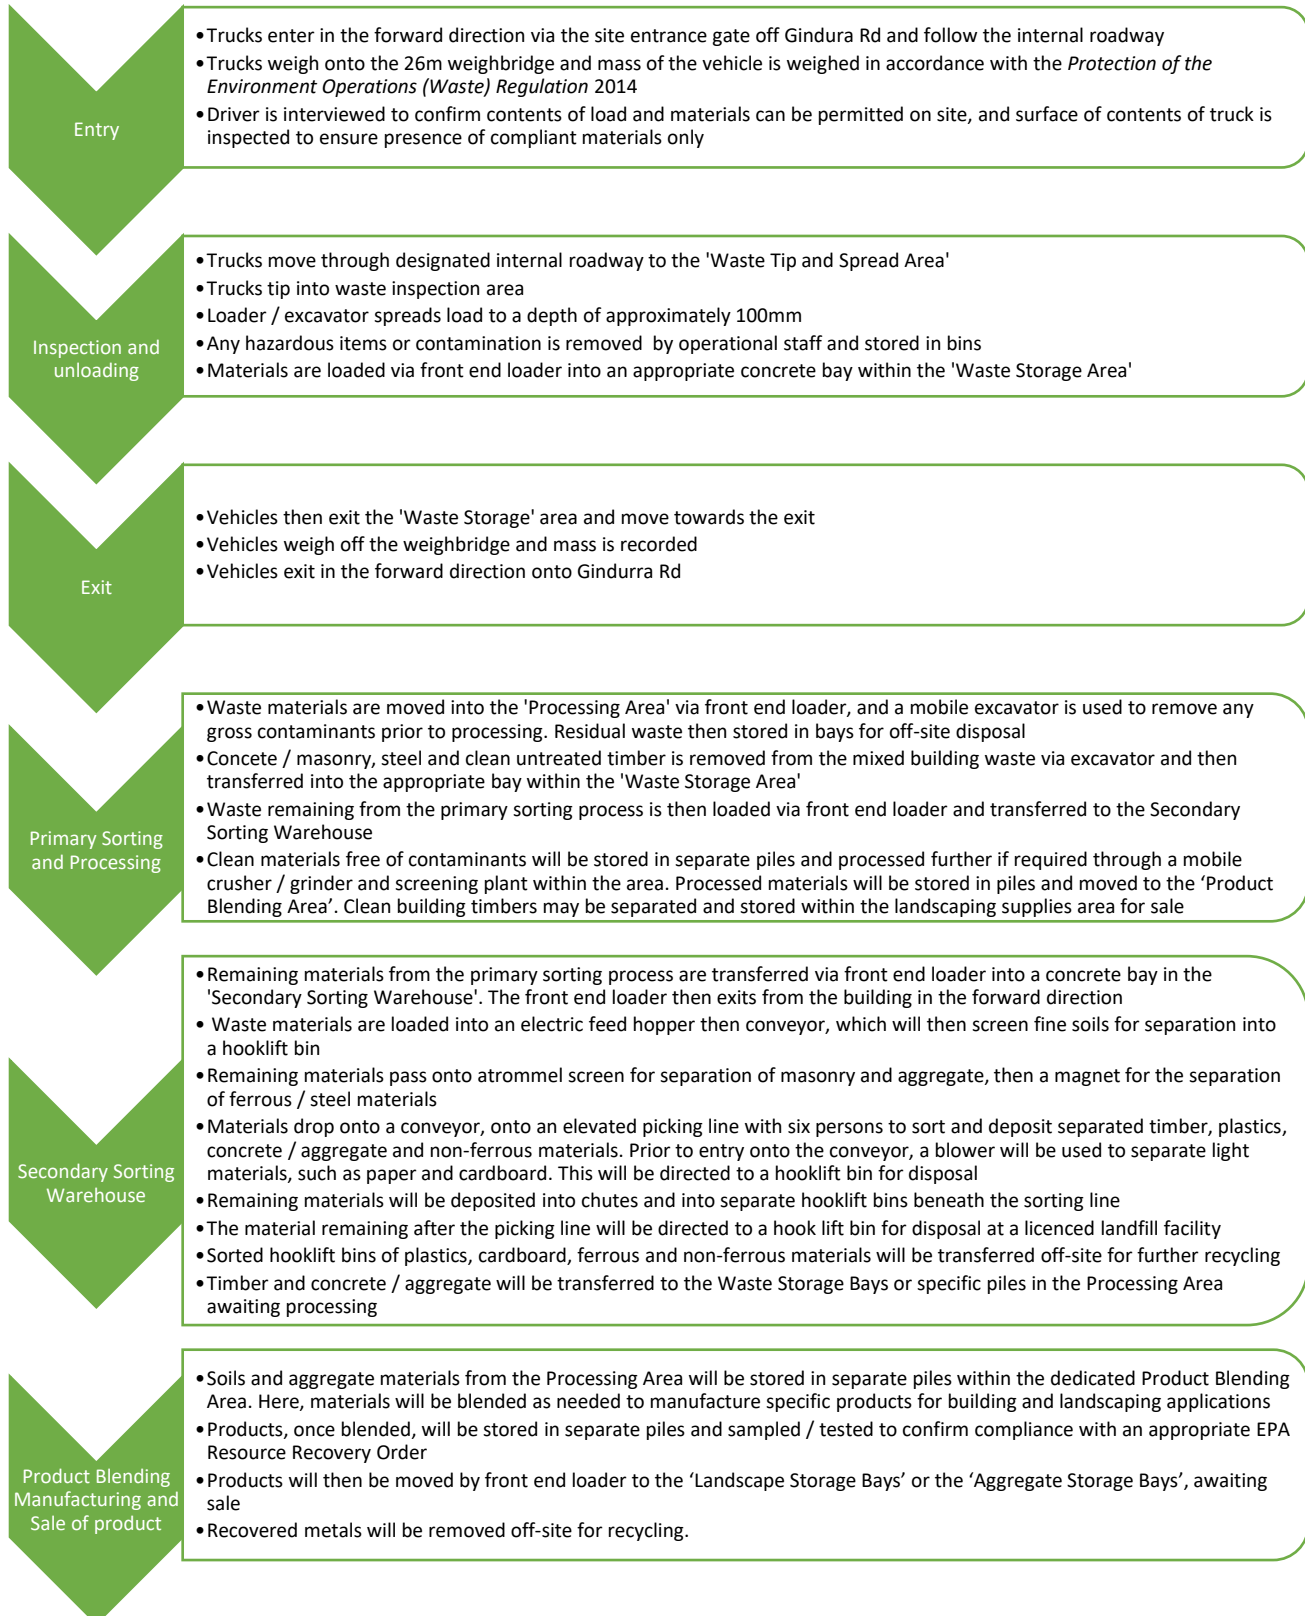 Entry
•Trucks enter in the forward direction via the site entrance gate off Gindura Rd and follow the internal roadway
•Trucks weigh onto the 26m weighbridge and mass of the vehicle is weighed in accordance with the Protection of the
Environment Operations (Waste) Regulation 2014
•Driver is interviewed to confirm contents of load and materials can be permitted on site, and surface of contents of truck is
inspected to ensure presence of compliant materials only
Inspection and
unloading
•Trucks move through designated internal roadway to the 'Waste Tip and Spread Area'
•Trucks tip into waste inspection area
•Loader / excavator spreads load to a depth of approximately 100mm
•Any hazardous items or contamination is removed  by operational staff and stored in bins
•Materials are loaded via front end loader into an appropriate concrete bay within the 'Waste Storage Area'
Exit
•Vehicles then exit the 'Waste Storage' area and move towards the exit
•Vehicles weigh off the weighbridge and mass is recorded
•Vehicles exit in the forward direction onto Gindurra Rd
Primary Sorting
and Processing
•Waste materials are moved into the 'Processing Area' via front end loader, and a mobile excavator is used to remove any
gross contaminants prior to processing. Residual waste then stored in bays for off-site disposal
•Concete / masonry, steel and clean untreated timber is removed from the mixed building waste via excavator and then
transferred into the appropriate bay within the 'Waste Storage Area'
•Waste remaining from the primary sorting process is then loaded via front end loader and transferred to the Secondary
Sorting Warehouse
•Clean materials free of contaminants will be stored in separate piles and processed further if required through a mobile
crusher / grinder and screening plant within the area. Processed materials will be stored in piles and moved to the ‘Product
Blending Area’. Clean building timbers may be separated and stored within the landscaping supplies area for sale
Secondary Sorting
Warehouse
•Remaining materials from the primary sorting process are transferred via front end loader into a concrete bay in the
'Secondary Sorting Warehouse'. The front end loader then exits from the building in the forward direction
• Waste materials are loaded into an electric feed hopper then conveyor, which will then screen fine soils for separation into
a hooklift bin
•Remaining materials pass onto atrommel screen for separation of masonry and aggregate, then a magnet for the separation
of ferrous / steel materials
•Materials drop onto a conveyor, onto an elevated picking line with six persons to sort and deposit separated timber, plastics,
concrete / aggregate and non-ferrous materials. Prior to entry onto the conveyor, a blower will be used to separate light
materials, such as paper and cardboard. This will be directed to a hooklift bin for disposal
•Remaining materials will be deposited into chutes and into separate hooklift bins beneath the sorting line
•The material remaining after the picking line will be directed to a hook lift bin for disposal at a licenced landfill facility
•Sorted hooklift bins of plastics, cardboard, ferrous and non-ferrous materials will be transferred off-site for further recycling
•Timber and concrete / aggregate will be transferred to the Waste Storage Bays or specific piles in the Processing Area
awaiting processing
Product Blending
Manufacturing and
Sale of product
•Soils and aggregate materials from the Processing Area will be stored in separate piles within the dedicated Product Blending
Area. Here, materials will be blended as needed to manufacture specific products for building and landscaping applications
•Products, once blended, will be stored in separate piles and sampled / tested to confirm compliance with an appropriate EPA
Resource Recovery Order
•Products will then be moved by front end loader to the ‘Landscape Storage Bays’ or the ‘Aggregate Storage Bays’, awaiting
sale
•Recovered metals will be removed off-site for recycling.